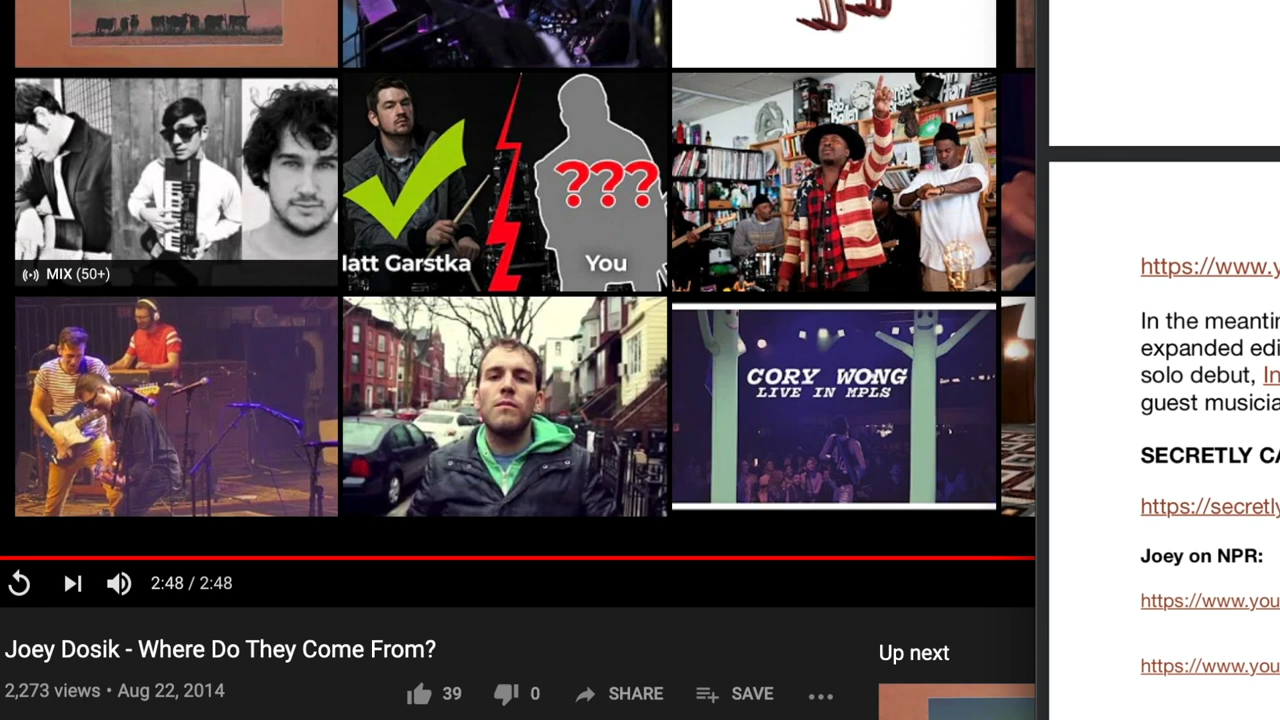 MIX (50+)
latt Garstka
???
You
CORY WONG
LIVE IN MPLS
2:48 / 2:48
Joey Dosik - Where Do They Come From?
2,273 views • Aug 22, 2014
39
0
SHARE
SAVE
Up next
https://www.y
In the meantin
expanded edi
solo debut, In
guest musicia
SECRETLY CA
https://secretly
Joey on NPR:
https://www.you
https://www.you